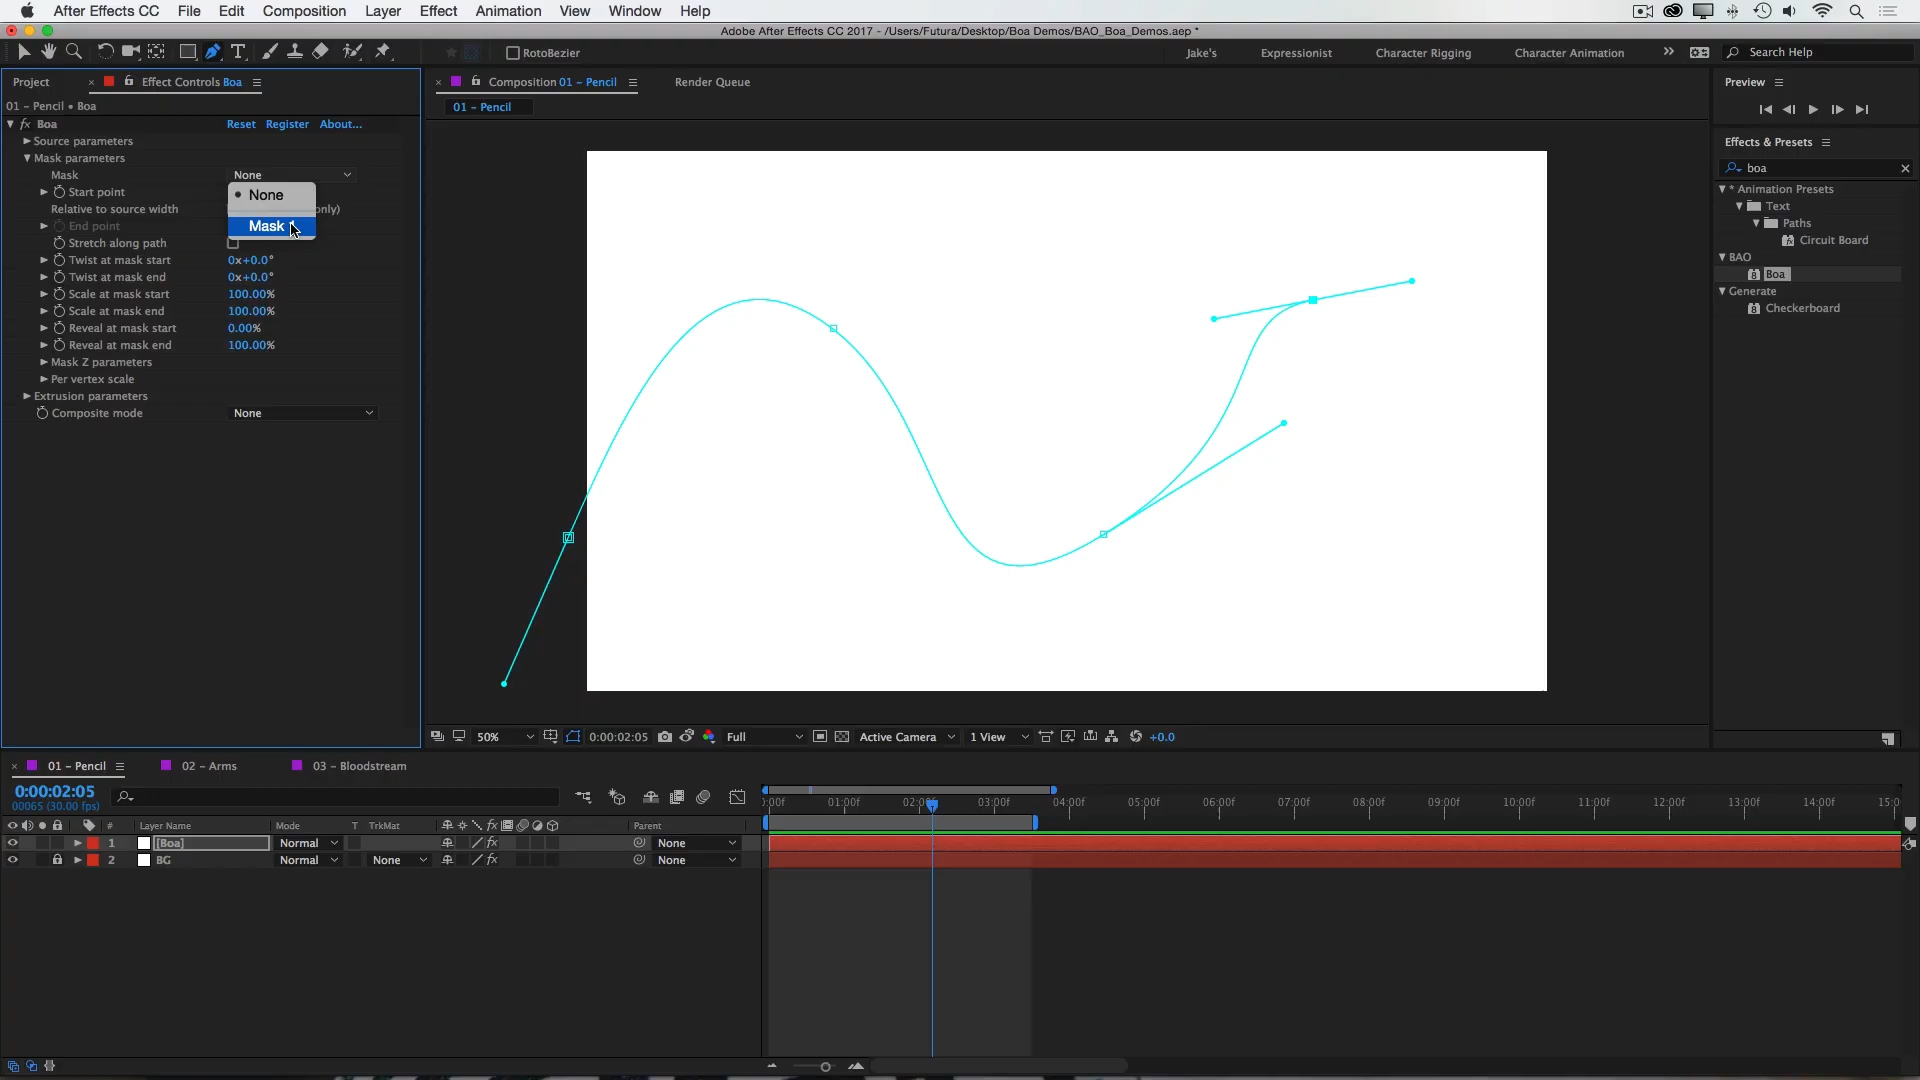 After Effects CC File Edit Composition Layer Effect Animation View Window Help
Adobe After Effects CC 2017 - /Users/Futura/Desktop/Boa Demos/BAO_Boa_Demos.aep *
RotoBezier Jake's Expressionist Character Rigging Character Animation Search Help
Project Effect Controls Boa Composition 01 - Pencil Render Queue Preview
01 - Pencil • Boa
01 - Pencil
fx Boa Reset Register About...
Source parameters
Mask parameters
Mask None
Start point
Relative to source width only)
End point
Stretch along path
None
Mask
Twist at mask start 0x+0.0°
Twist at mask end 0x+0.0°
Scale at mask start 100.00%
Scale at mask end 100.00%
Reveal at mask start 0.00%
Reveal at mask end 100.00%
Mask Z parameters
Per vertex scale
Extrusion parameters
Composite mode None
Effects & Presets
boa
* Animation Presets
Text
Paths
Circuit Board
BAO
Boa
Generate
Checkerboard
50% 0:00:02:05 Full Active Camera 1 View +0.0
01 - Pencil 02 - Arms 03 - Bloodstream
0:00:02:05
00065 (30.00 fps)
:00f 01:00f 02:0 03:00f 04:00f 05:00f 06:00f 07:00f 08:00f 09:00f 10:00f 11:00f 12:00f 13:00f 14:00f 15:0
# Layer Name Mode T TrkMat fx Parent
1 [Boa] Normal fx None
2 BG Normal None fx None